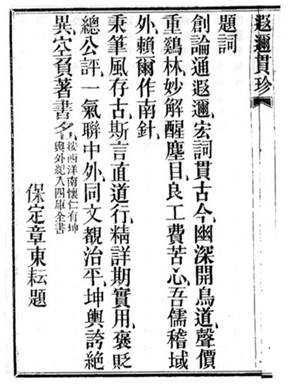 遐邇貫珍
題詞
創論通遐邇、宏詞貫古今、幽深開鳥道、聲價
重鷄林、妙解醒塵目、良工費苦心、吾儒稽域
外、賴爾作南針、
秉筆風存古、斯言直道行、精詳期實用、褒貶
總公評、一氣聯中外、同文覩治平、坤輿誇絶
異、空負著書名、
按西洋南懷仁有坤
輿外紀入四庫全書
保定章東耘題